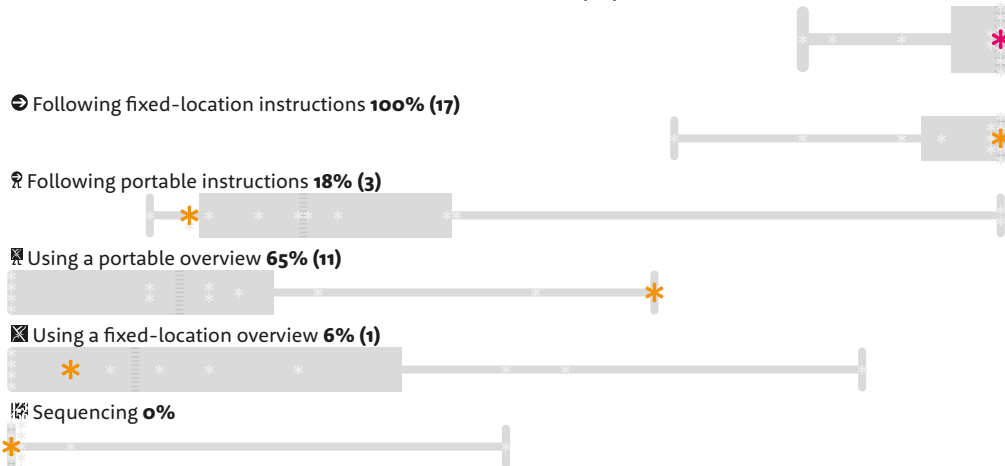 Following fixed-location instructions 100% (17)
Following portable instructions 18% (3)
Using a portable overview 65% (11)
Using a fixed-location overview 6% (1)
Sequencing 0%